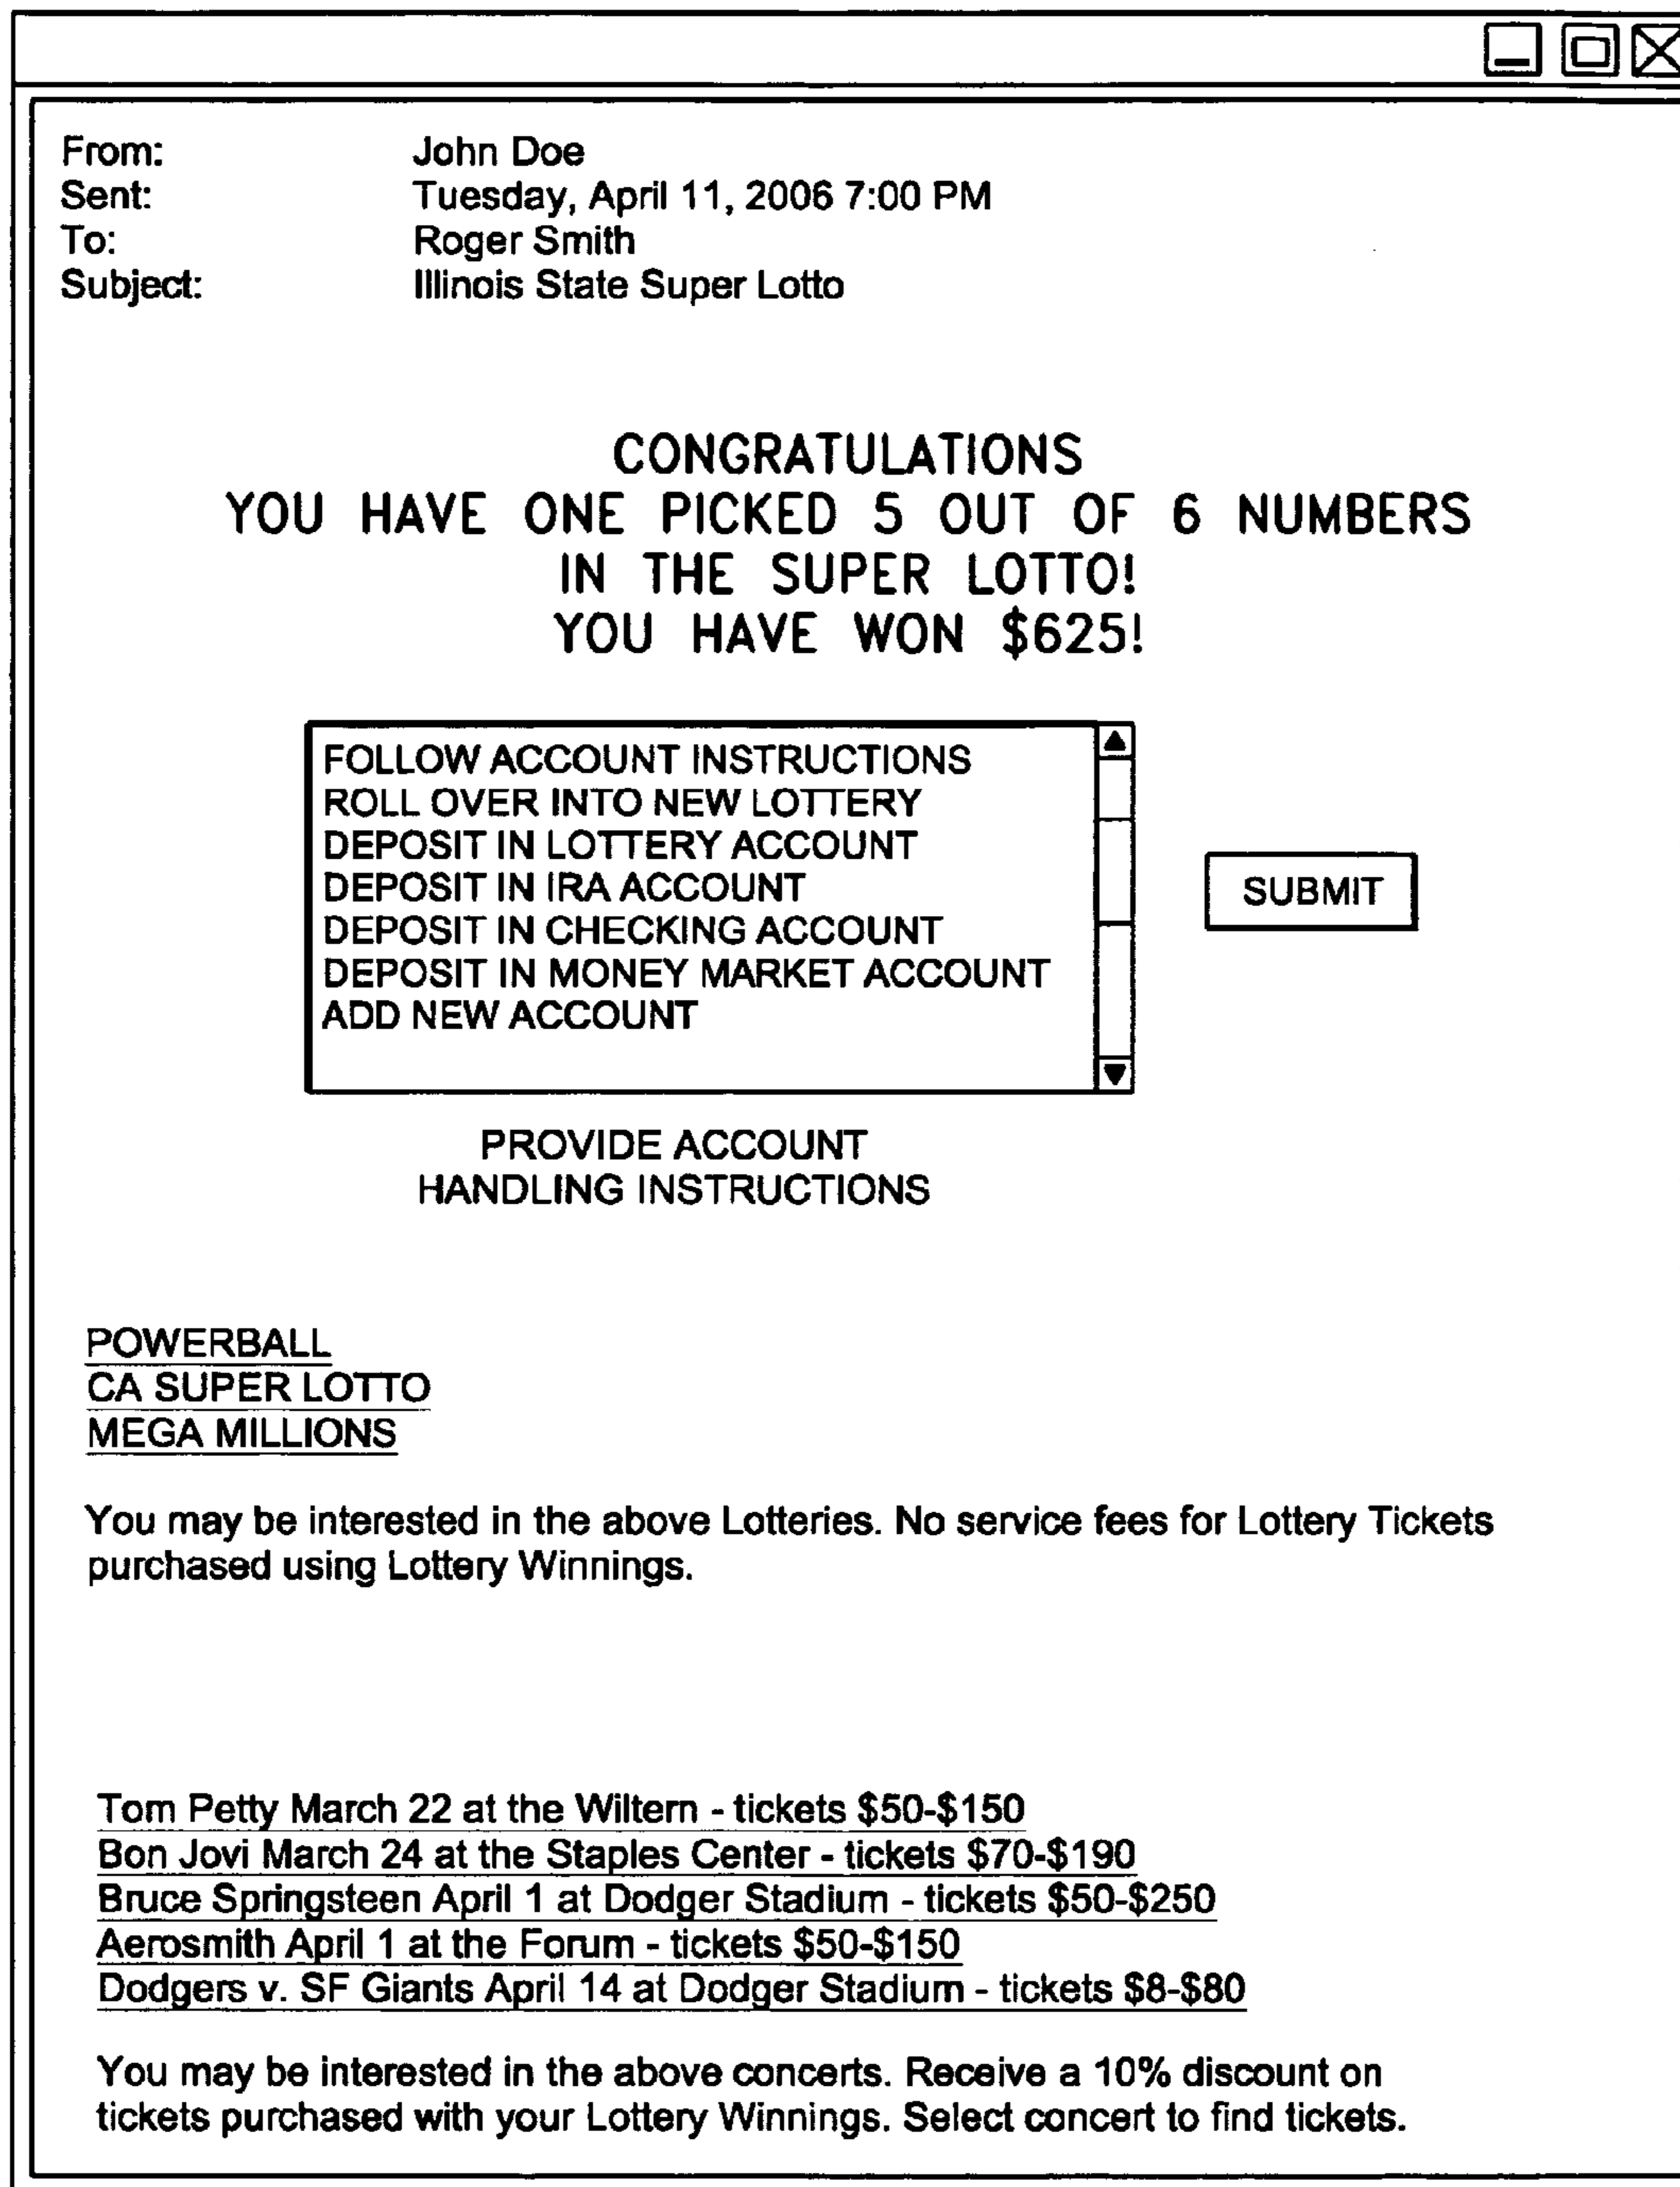 From: John Doe
Sent: Tuesday, April 11, 2006 7:00 PM
To: Roger Smith
Subject: Illinois State Super Lotto
CONGRATULATIONS
YOU HAVE ONE PICKED 5 OUT OF 6 NUMBERS
IN THE SUPER LOTTO!
YOU HAVE WON $625!
FOLLOW ACCOUNT INSTRUCTIONS
ROLL OVER INTO NEW LOTTERY
DEPOSIT IN LOTTERY ACCOUNT
DEPOSIT IN IRA ACCOUNT
DEPOSIT IN CHECKING ACCOUNT
DEPOSIT IN MONEY MARKET ACCOUNT
ADD NEW ACCOUNT
SUBMIT
PROVIDE ACCOUNT
HANDLING INSTRUCTIONS
POWERBALL
CA SUPER LOTTO
MEGA MILLIONS
You may be interested in the above Lotteries. No service fees for Lottery Tickets
purchased using Lottery Winnings.
Tom Petty March 22 at the Wiltern - tickets $50-$150
Bon Jovi March 24 at the Staples Center - tickets $70-$190
Bruce Springsteen April 1 at Dodger Stadium - tickets $50-$250
Aerosmith April 1 at the Forum - tickets $50-$150
Dodgers v. SF Giants April 14 at Dodger Stadium - tickets $8-$80
You may be interested in the above concerts. Receive a 10% discount on
tickets purchased with your Lottery Winnings. Select concert to find tickets.